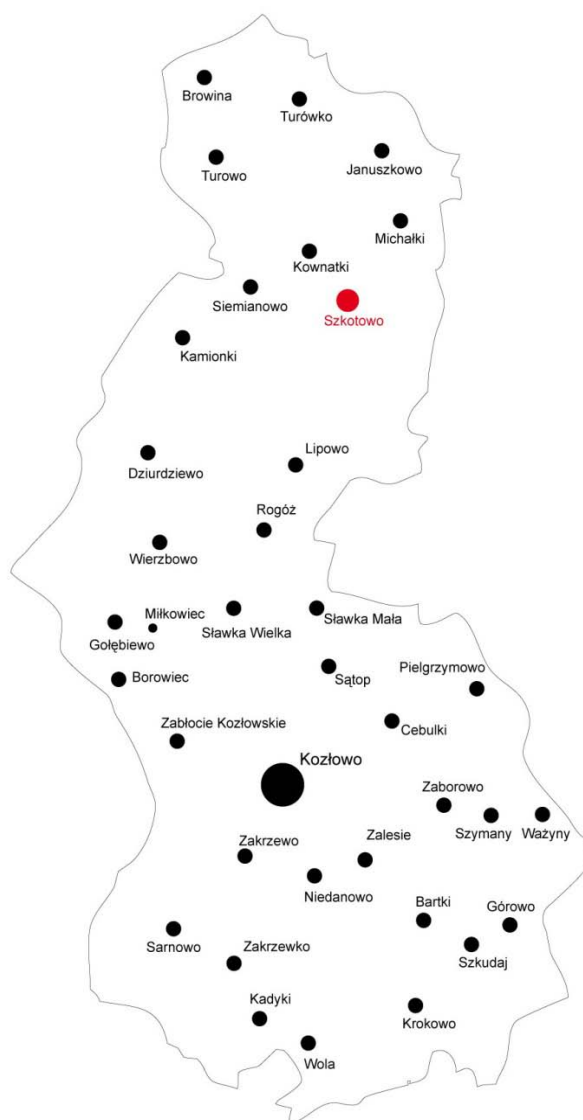 Browina
Turówko
Januszkowo
Turowo
Michałki
Kownatki
Siemianowo
Szkotowo
Kamionki
Lipowo
Dziurdziewo
Rogóż
Wierzbowo
Miłkowiec
Sławka Mała
Sławka Wielka
Gołębiewo
Pielgrzymowo
Borowiec
Sątop
Zabłocie Kozłowskie
Cebulki
Kozłowo
Zaborowo
Szymany
Ważyny
Zakrzewo
Zalesie
Niedanowo
Bartki
Górowo
Sarnowo
Zakrzewko
Szkudaj
Kadyki
Krokowo
Wola